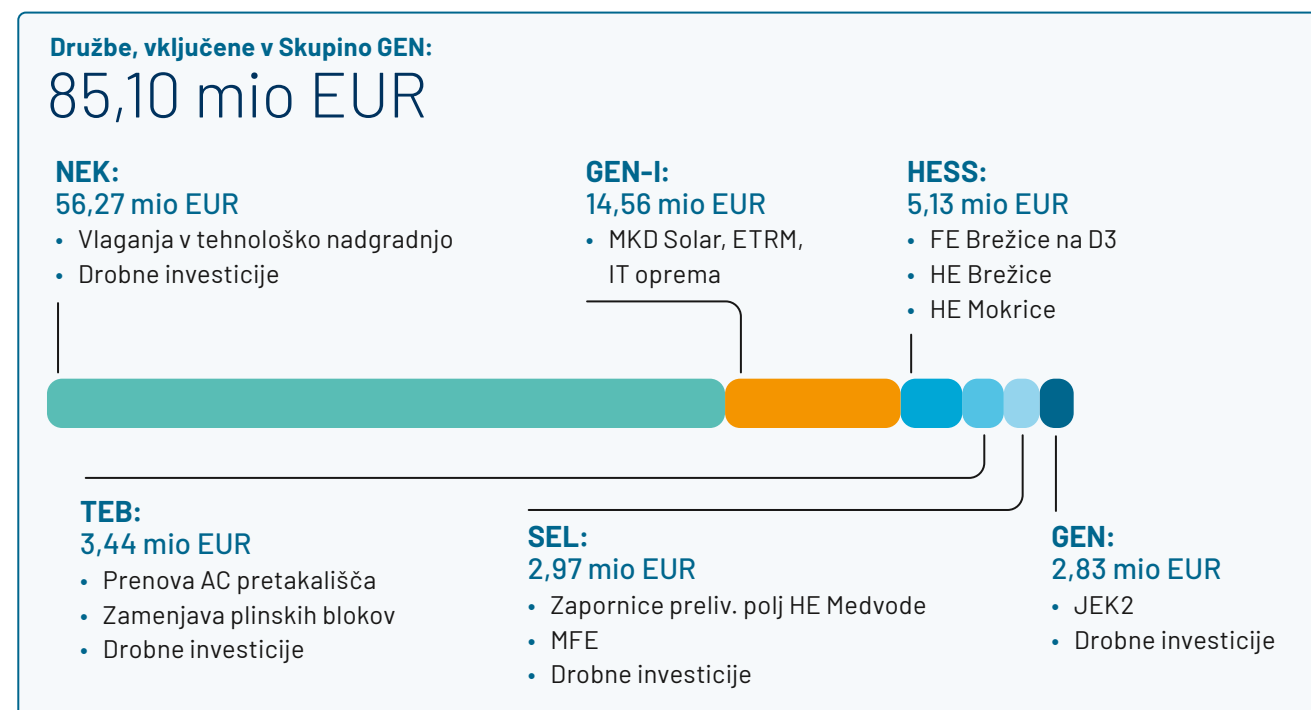 Družbe, vključene v Skupino GEN:
85,10 mio EUR
NEK:
56,27 mio EUR
• Vlaganja v tehnološko nadgradnjo
• Drobne investicije
GEN-I:
14,56 mio EUR
• MKD Solar, ETRM,
IT oprema
HESS:
5,13 mio EUR
• FE Brežice na D3
• HE Brežice
• HE Mokrice
TEB:
3,44 mio EUR
• Prenova AC pretakališča
• Zamenjava plinskih blokov
• Drobne investicije
SEL:
2,97 mio EUR
• Zapornice preliv. polj HE Medvode
• MFE
• Drobne investicije
GEN:
2,83 mio EUR
• JEK2
• Drobne investicije